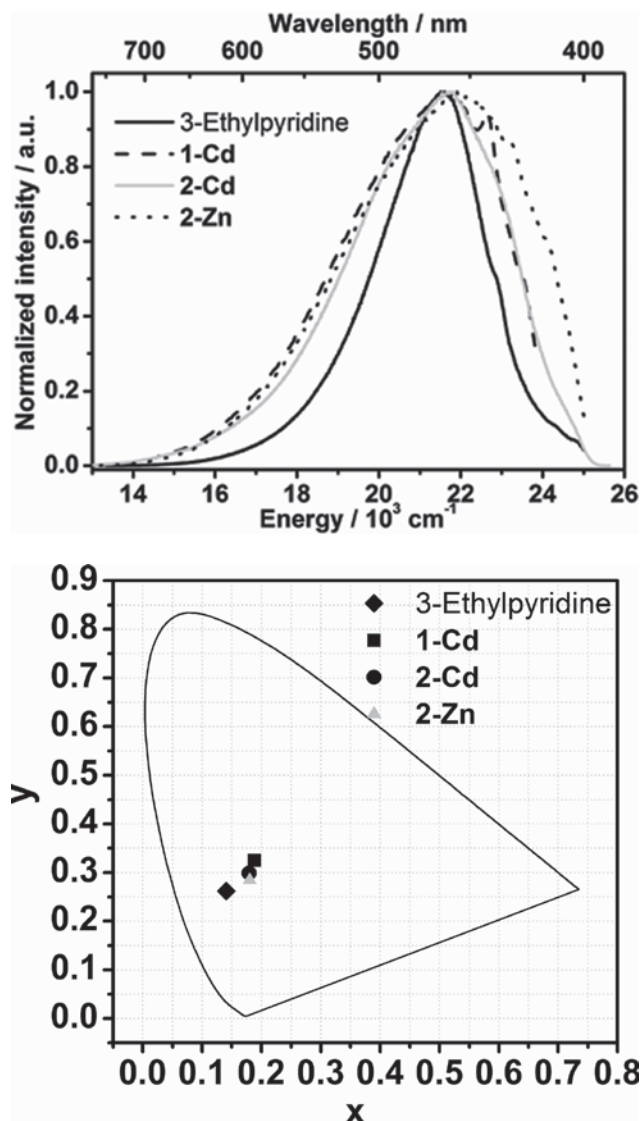 Wavelength / nm
700 600 500 400
Normalized intensity / a.u.
1.0
0.8
0.6
0.4
0.2
0.0
3-Ethylpyridine
1-Cd
2-Cd
2-Zn
14 16 18 20 22 24 26
Energy / 10³ cm⁻¹
y
0.9
0.8
0.7
0.6
0.5
0.4
0.3
0.2
0.1
0.0
3-Ethylpyridine
1-Cd
2-Cd
2-Zn
0.0 0.1 0.2 0.3 0.4 0.5 0.6 0.7 0.8
x